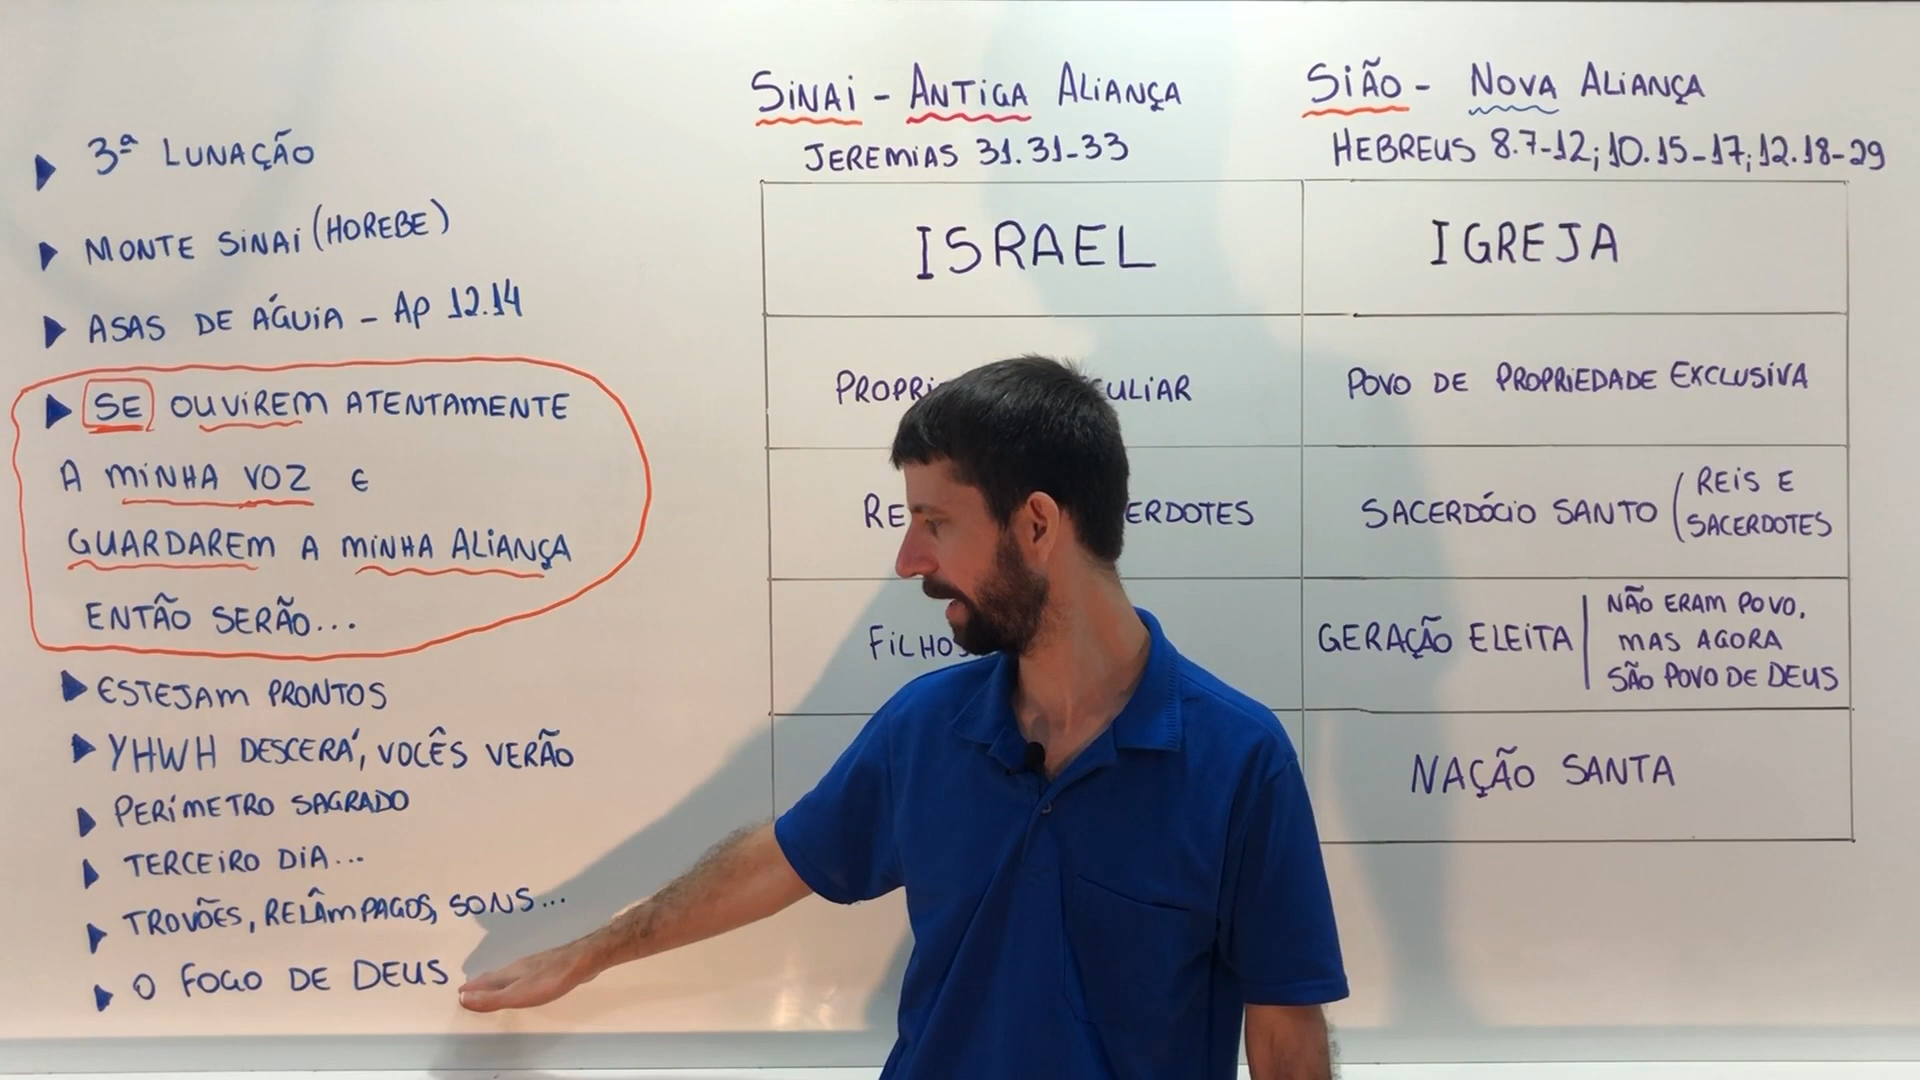 3ª LUNAÇÃO
MONTE SINAI (HOREBE)
ASAS DE ÁGUIA - AP 12.14
SE OUVIREM ATENTAMENTE
A MINHA VOZ E
GUARDAREM A MINHA ALIANÇA
ENTÃO SERÃO...
ESTEJAM PRONTOS
YHWH DESCERÁ, VOCÊS VERÃO
PERÍMETRO SAGRADO
TERCEIRO DIA...
TROVÕES, RELÂMPAGOS, SONS...
O FOGO DE DEUS
SINAI - ANTIGA ALIANÇA
JEREMIAS 31.31-33
SIÃO - NOVA ALIANÇA
HEBREUS 8.7-12; 10.15-17; 12.18-29
ISRAEL
IGREJA
POVO DE PROPRIEDADE EXCLUSIVA
SACERDÓCIO SANTO
REIS E
SACERDOTES
FILHOS
GERAÇÃO ELEITA
NÃO ERAM POVO,
MAS AGORA
SÃO POVO DE DEUS
NAÇÃO SANTA